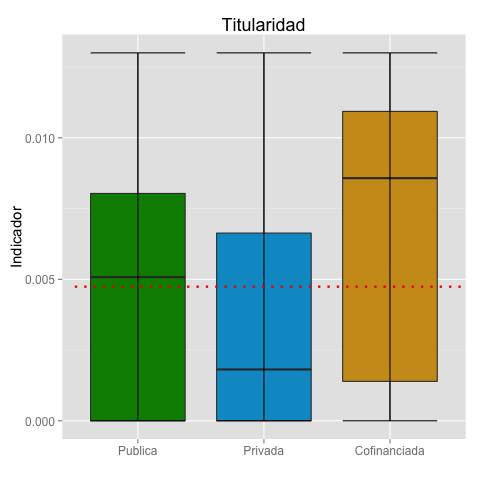 Titularidad
Indicador
0.010
0.005
0.000
Publica
Privada
Cofinanciada